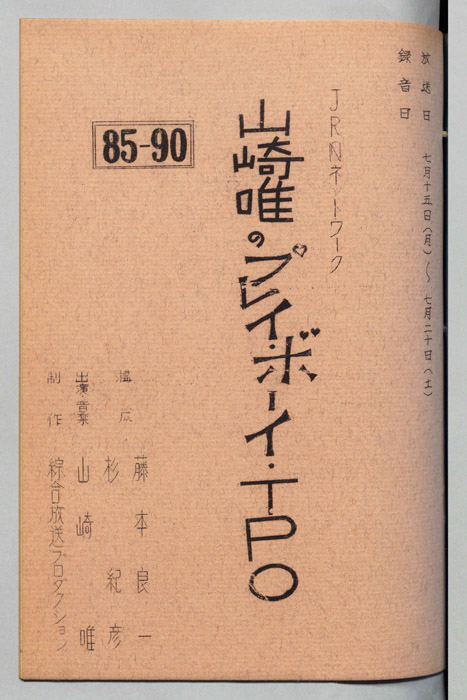 放送日 七月十五日(月)〜七月二十日(土)
録音日
JRNネットワーク
山崎唯のプレイ・ボーイ・TPO
85-90
藤本良一
構成 杉紀彦
出演・音楽 山崎唯
制作 綜合放送プロダクション